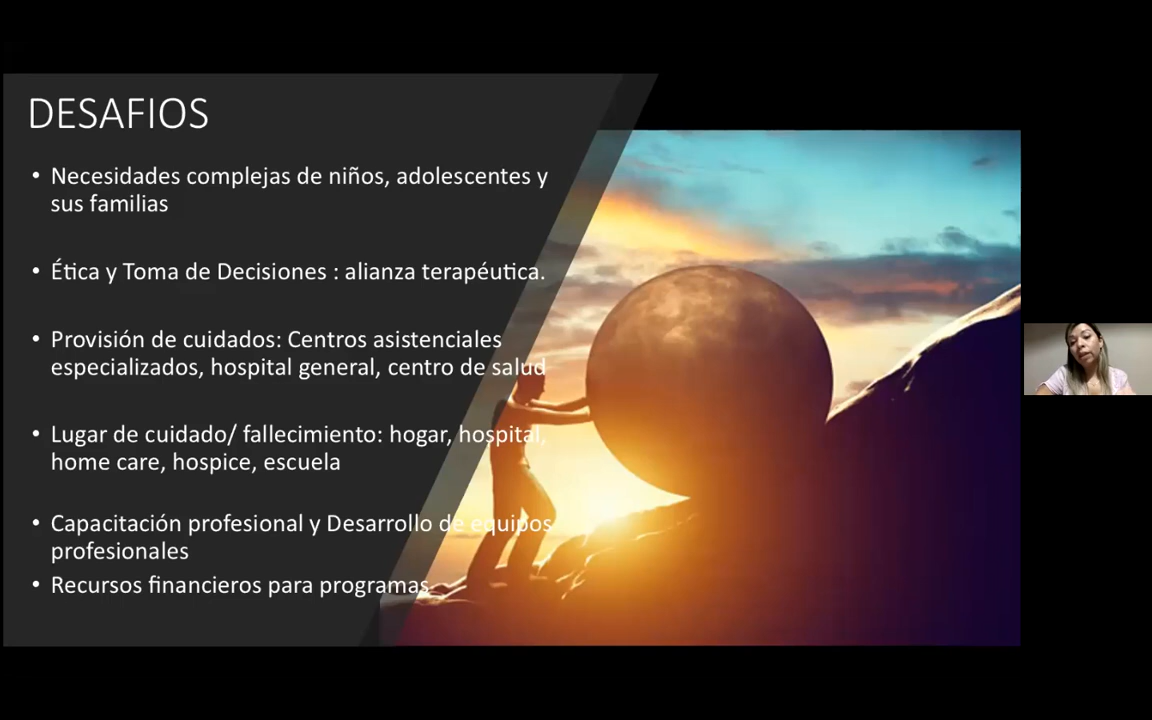 DESAFIOS
• Necesidades complejas de niños, adolescentes y
sus familias
• Ética y Toma de Decisiones : alianza terapéutica.
• Provisión de cuidados: Centros asistenciales
especializados, hospital general, centro de salud
• Lugar de cuidado/ fallecimiento: hogar, hospital,
home care, hospice, escuela
• Capacitación profesional y Desarrollo de equipos
profesionales
• Recursos financieros para programas